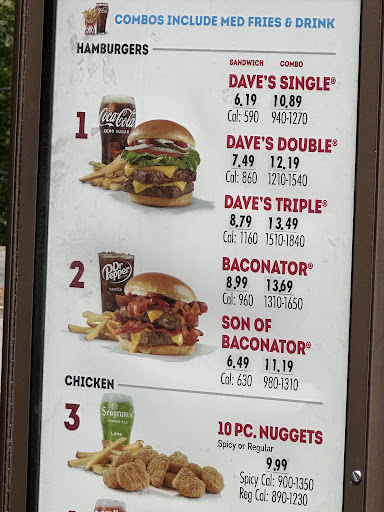 COMBOS INCLUDE MED FRIES & DRINK
HAMBURGERS
SANDWICH COMBO
1
Coca-Cola
ZERO SUGAR
DAVE'S SINGLE®
6.19 10.89
Cal: 590 940-1270
DAVE'S DOUBLE®
7.49 12.19
Cal: 860 1210-1540
DAVE'S TRIPLE®
8.79 13.49
Cal: 1160 1510-1840
2
Dr Pepper
vanilla
BACONATOR®
8.99 13.69
Cal: 960 1310-1650
SON OF
BACONATOR®
6.49 11.19
Cal: 630 980-1310
CHICKEN
3
Seagram's
GINGER ALE
Lime
10 PC. NUGGETS
Spicy or Regular
9.99
Spicy Cal: 900-1350
Reg Cal: 890-1230